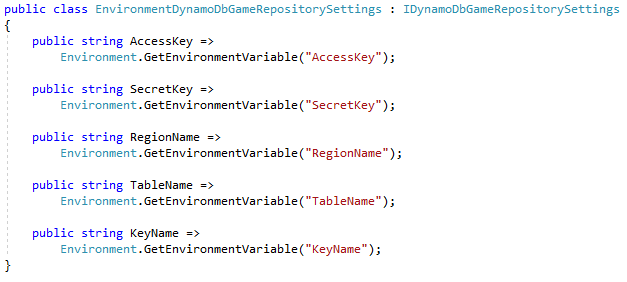 public class EnvironmentDynamoDbGameRepositorySettings : IDynamoDbGameRepositorySettings
{
    public string AccessKey =>
        Environment.GetEnvironmentVariable("AccessKey");

    public string SecretKey =>
        Environment.GetEnvironmentVariable("SecretKey");

    public string RegionName =>
        Environment.GetEnvironmentVariable("RegionName");

    public string TableName =>
        Environment.GetEnvironmentVariable("TableName");

    public string KeyName =>
        Environment.GetEnvironmentVariable("KeyName");
}